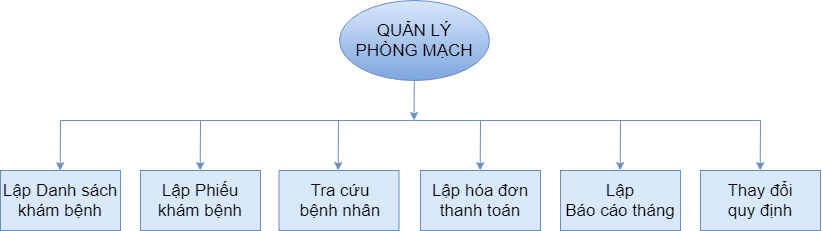 QUẢN LÝ
PHÒNG MẠCH
Lập Danh sách
khám bệnh
Lập Phiếu
khám bệnh
Tra cứu
bệnh nhân
Lập hóa đơn
thanh toán
Lập
Báo cáo tháng
Thay đổi
quy định